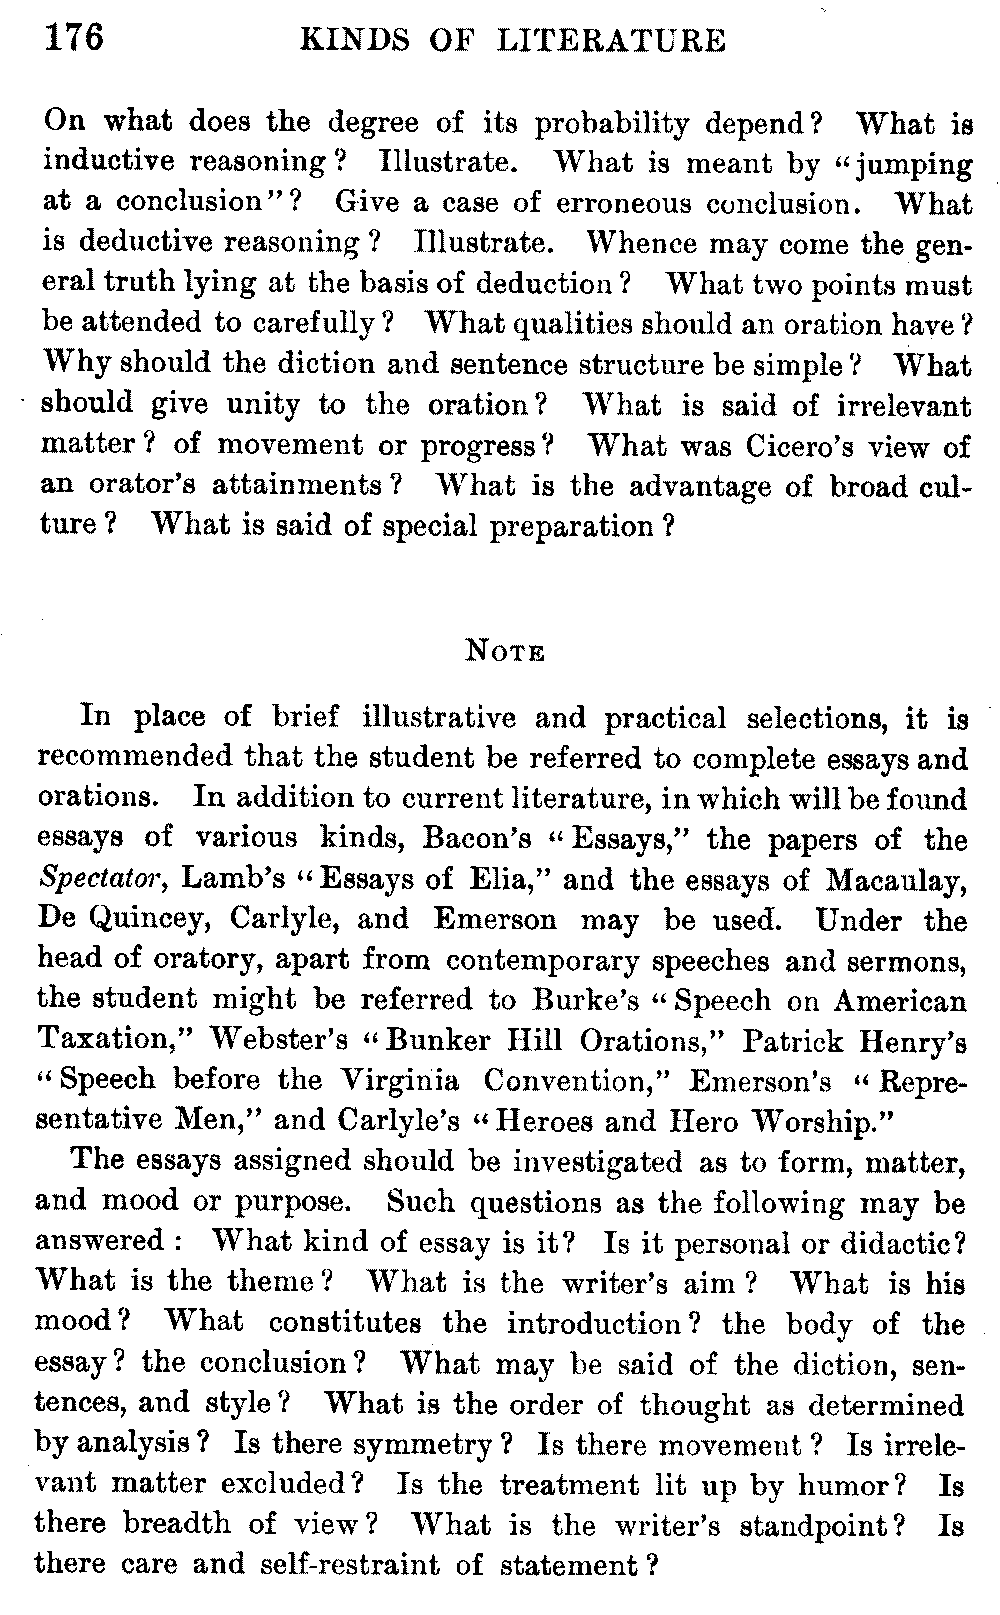 176 KINDS OF LITERATURE
On what does the degree of its probability depend? What is
inductive reasoning? Illustrate. What is meant by "jumping
at a conclusion"? Give a case of erroneous conclusion. What
is deductive reasoning? Illustrate. Whence may come the gen-
eral truth lying at the basis of deduction? What two points must
be attended to carefully? What qualities should an oration have?
Why should the diction and sentence structure be simple? What
should give unity to the oration? What is said of irrelevant
matter? of movement or progress? What was Cicero's view of
an orator's attainments? What is the advantage of broad cul-
ture? What is said of special preparation?
NOTE
In place of brief illustrative and practical selections, it is
recommended that the student be referred to complete essays and
orations. In addition to current literature, in which will be found
essays of various kinds, Bacon's "Essays," the papers of the
Spectator, Lamb's "Essays of Elia," and the essays of Macaulay,
De Quincey, Carlyle, and Emerson may be used. Under the
head of oratory, apart from contemporary speeches and sermons,
the student might be referred to Burke's "Speech on American
Taxation," Webster's "Bunker Hill Orations," Patrick Henry's
"Speech before the Virginia Convention," Emerson's "Repre-
sentative Men," and Carlyle's "Heroes and Hero Worship."
The essays assigned should be investigated as to form, matter,
and mood or purpose. Such questions as the following may be
answered: What kind of essay is it? Is it personal or didactic?
What is the theme? What is the writer's aim? What is his
mood? What constitutes the introduction? the body of the
essay? the conclusion? What may be said of the diction, sen-
tences, and style? What is the order of thought as determined
by analysis? Is there symmetry? Is there movement? Is irrele-
vant matter excluded? Is the treatment lit up by humor? Is
there breadth of view? What is the writer's standpoint? Is
there care and self-restraint of statement?